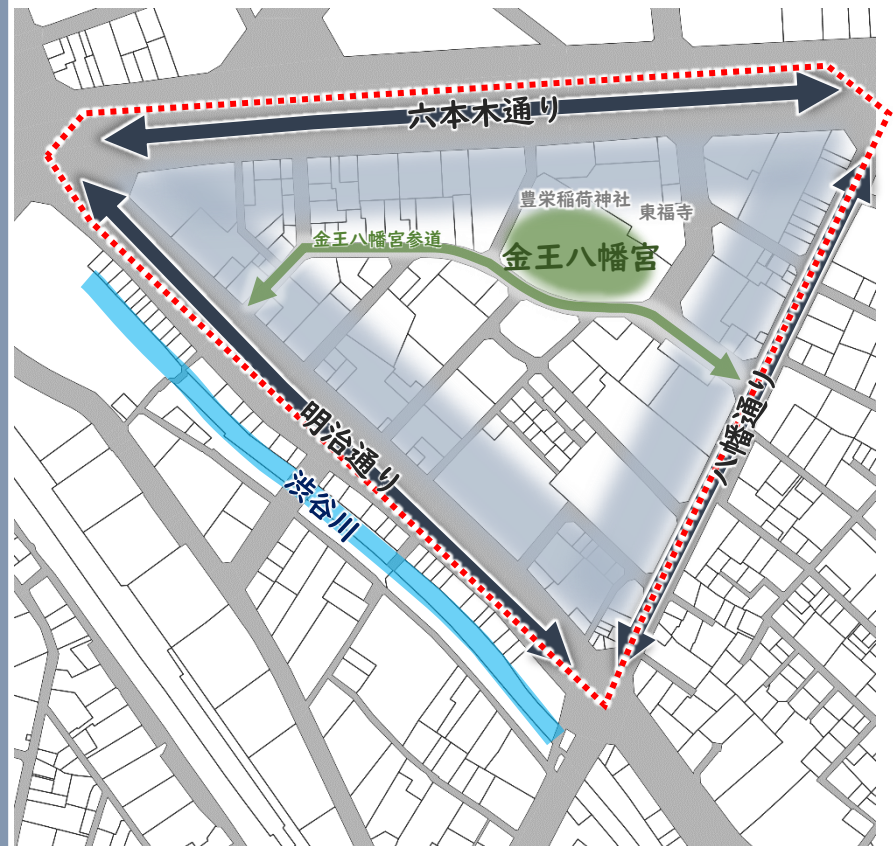 六本木通り
豊栄稲荷神社
東福寺
金王八幡宮参道
金王八幡宮
八幡通り
明治通り
渋谷川